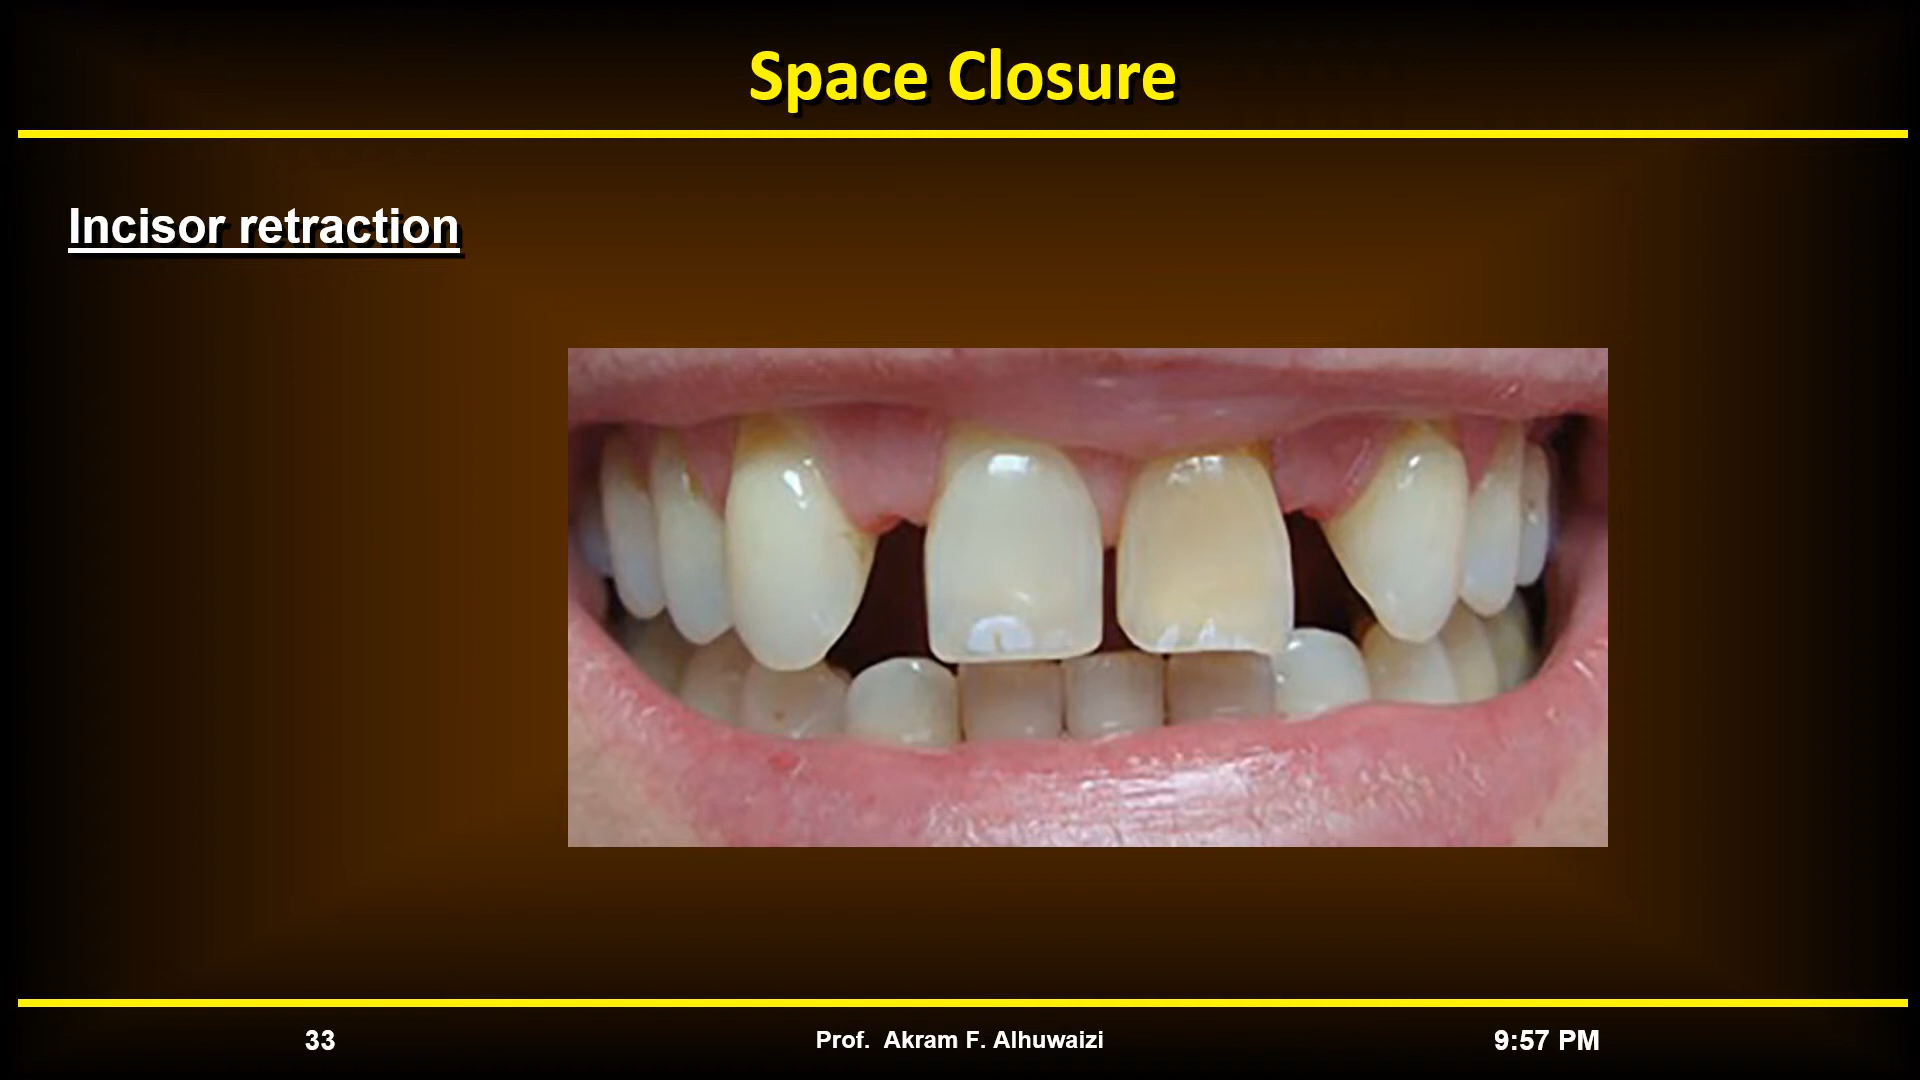 Space Closure
Incisor retraction
33
Prof. Akram F. Alhuwaizi
9:57 PM